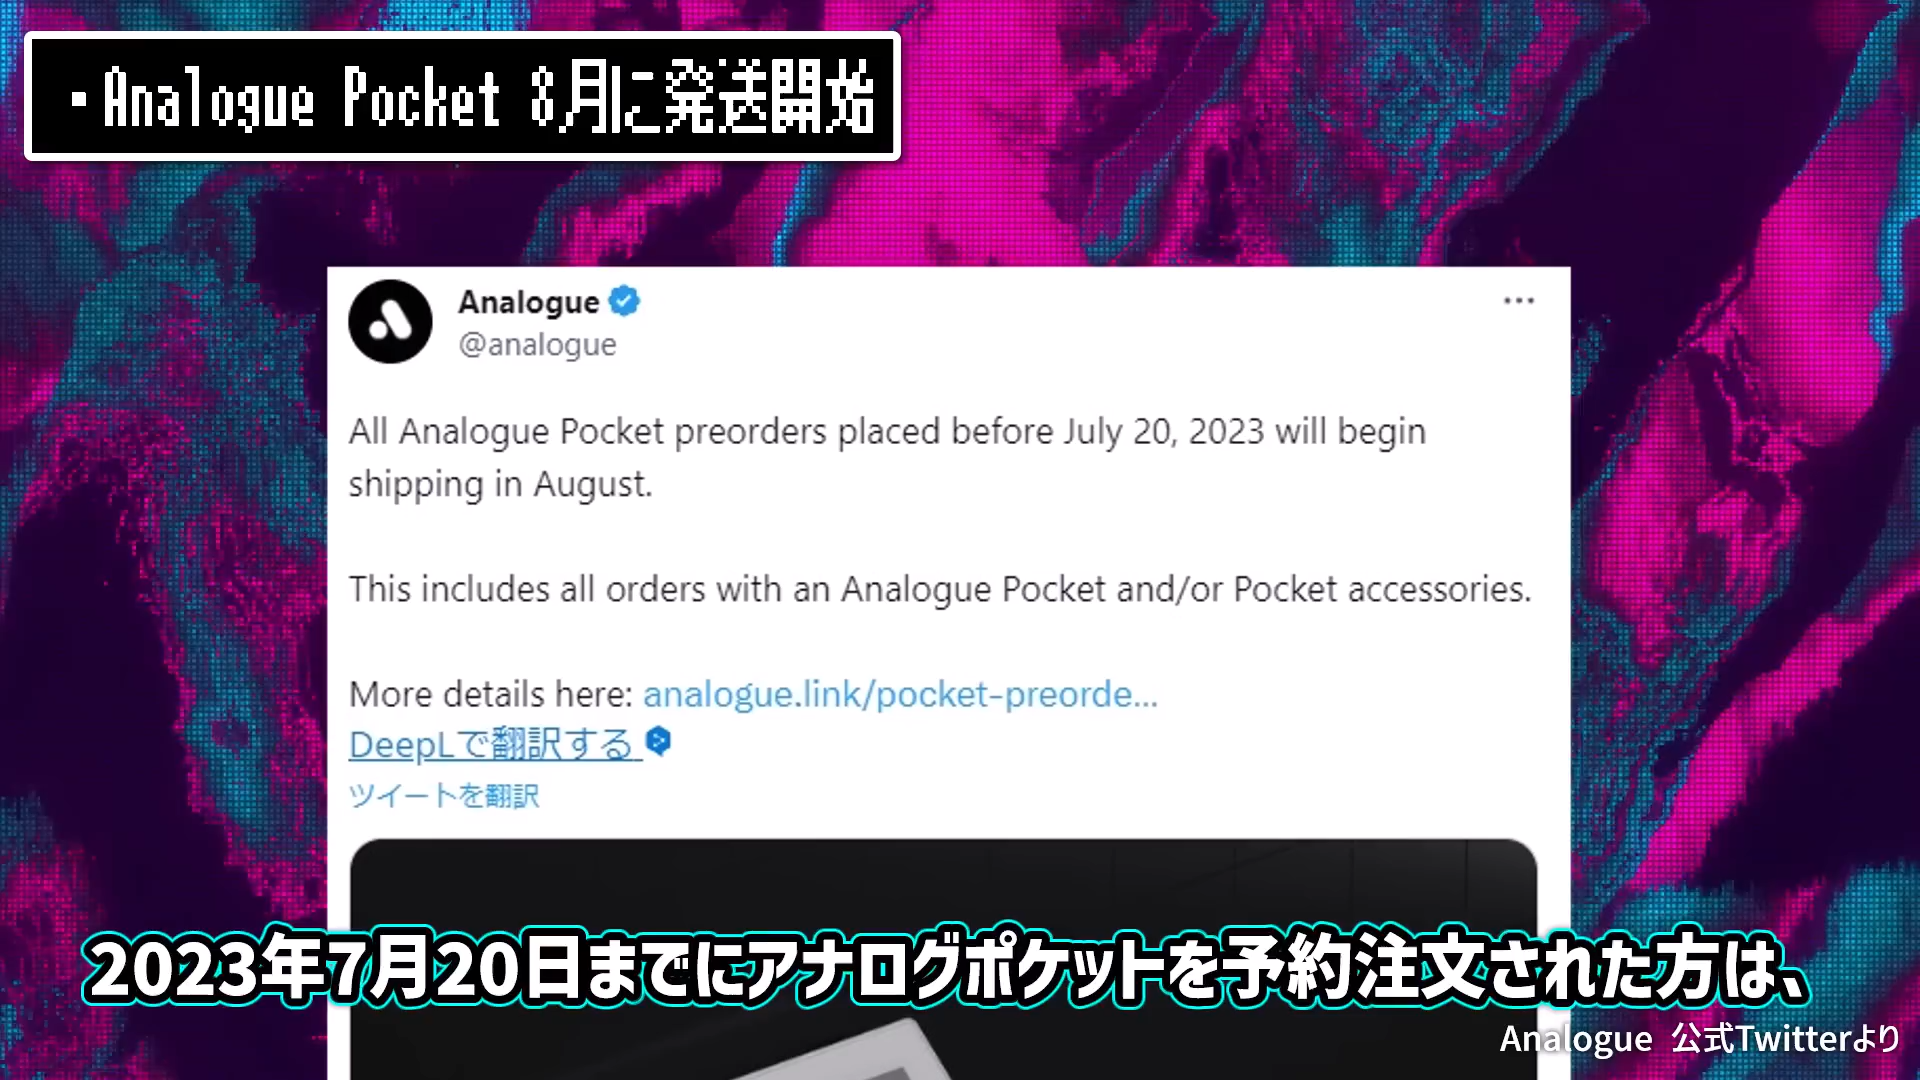 ・Analogue Pocket 8月に発送開始
Analogue
@analogue
All Analogue Pocket preorders placed before July 20, 2023 will begin
shipping in August.
This includes all orders with an Analogue Pocket and/or Pocket accessories.
More details here: analogue.link/pocket-preorde...
DeepLで翻訳する
ツイートを翻訳
2023年7月20日までにアナログポケットを予約注文された方は、
Analogue 公式Twitterより